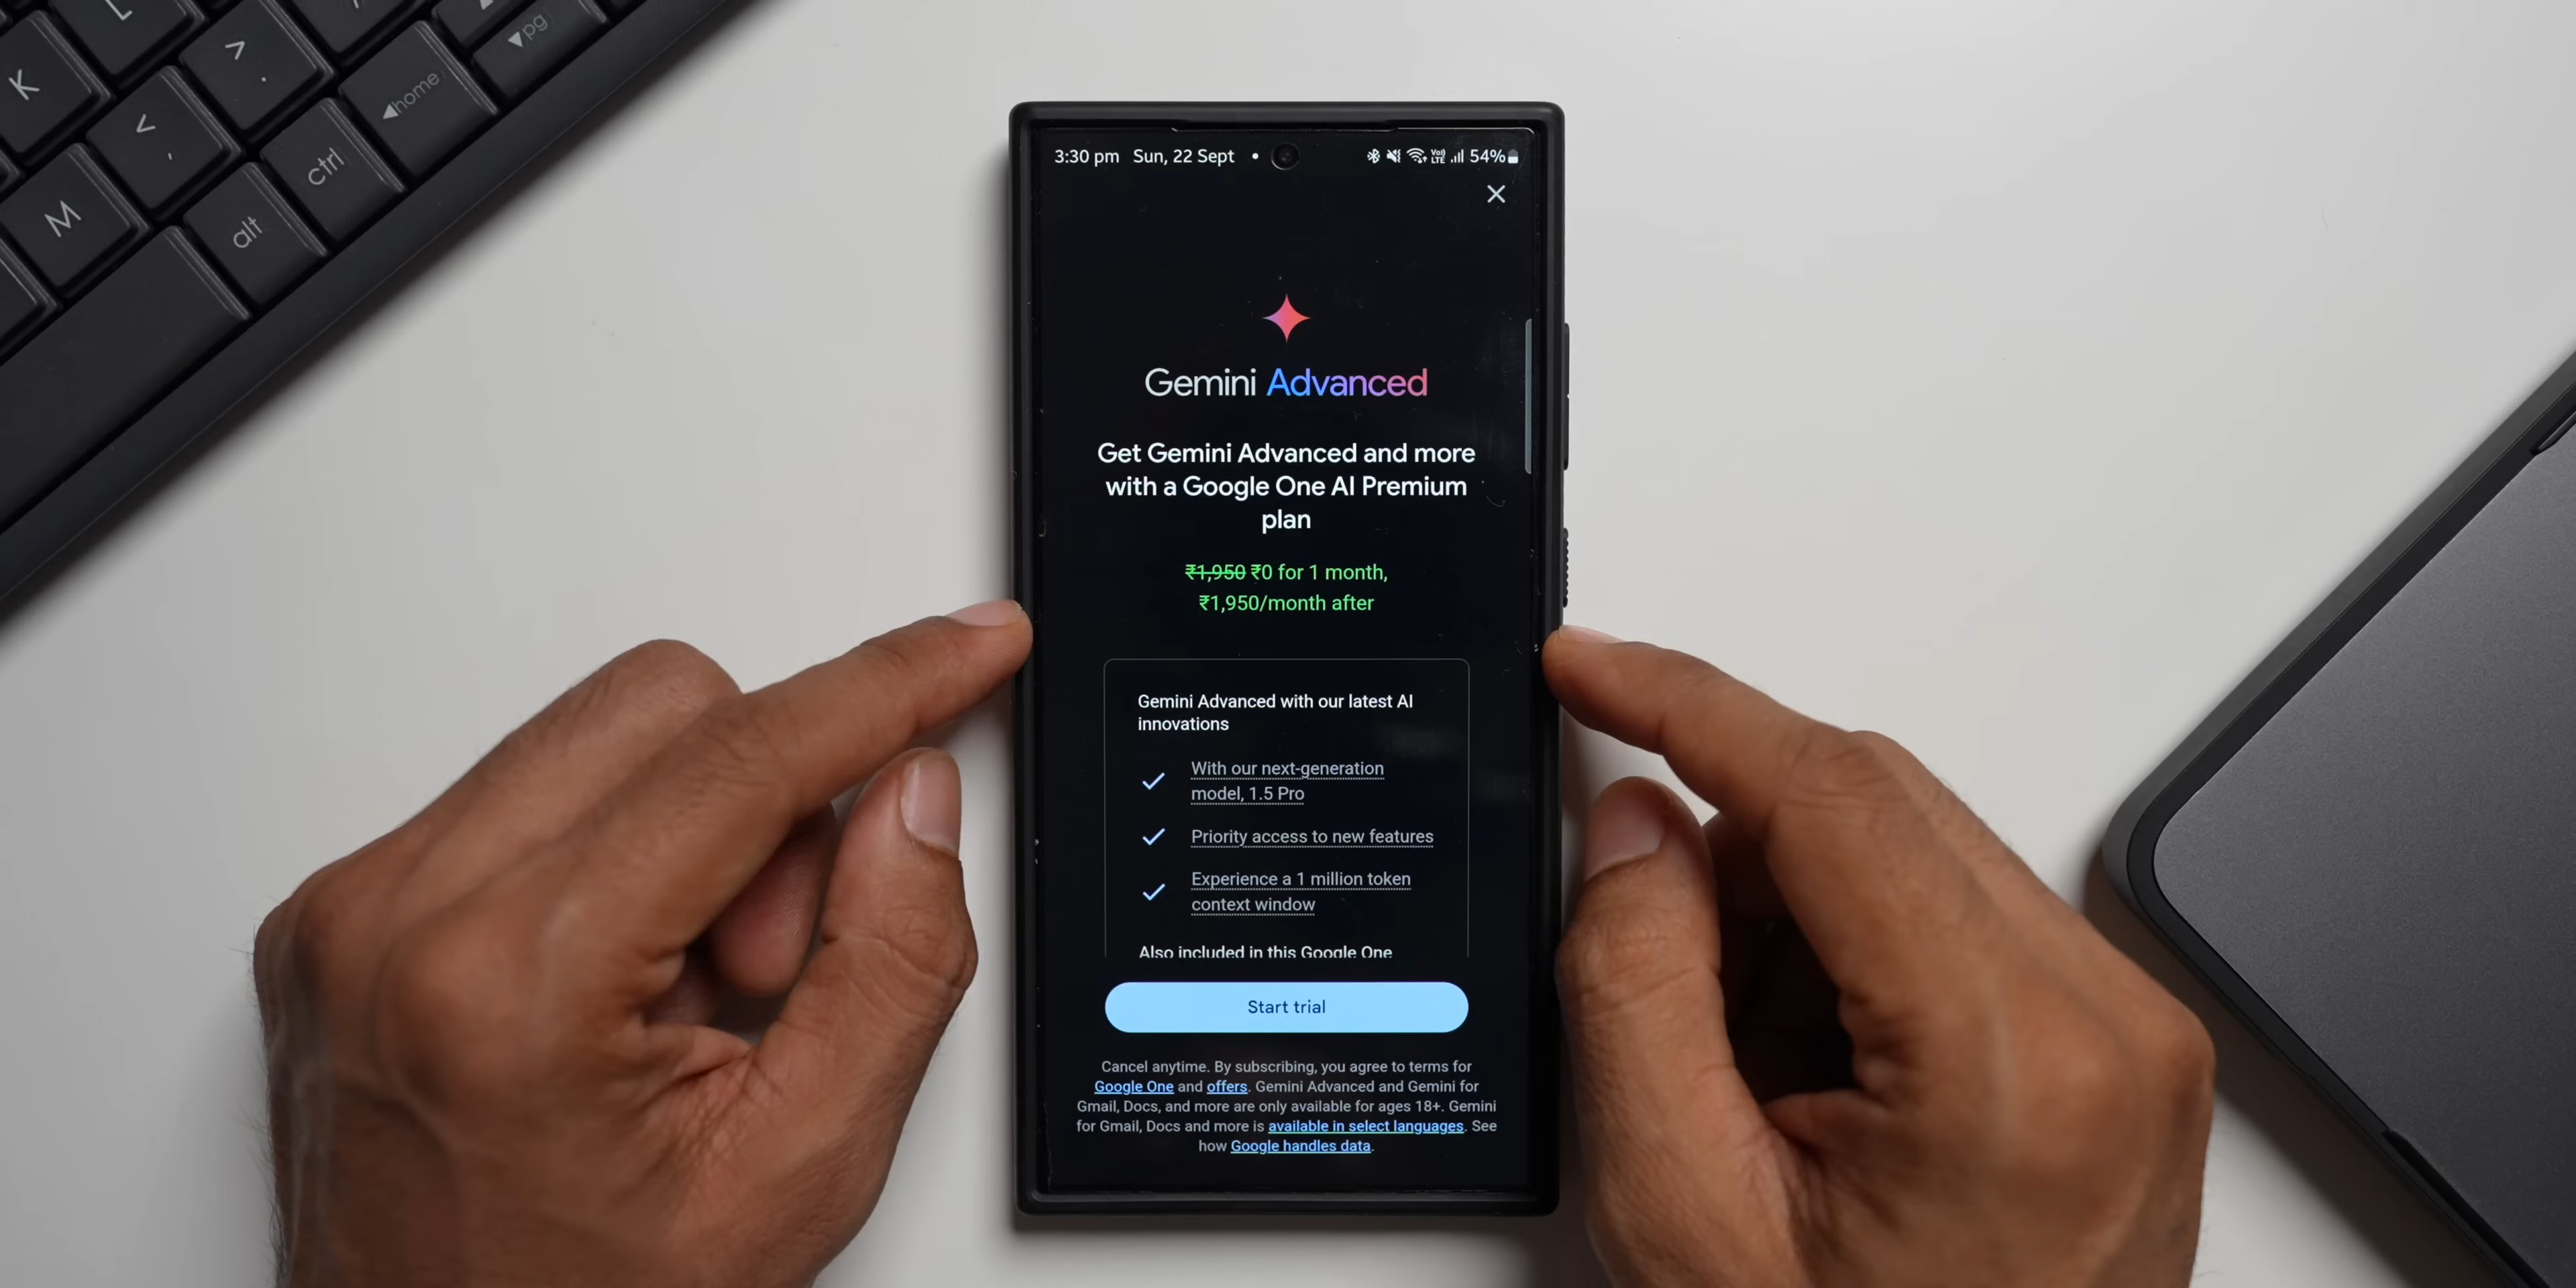 L
K
> .
▲home
▼pg
< ,
ctrl
M
alt
3:30 pm Sun, 22 Sept • Vo) LTE 54%
Gemini Advanced
Get Gemini Advanced and more
with a Google One AI Premium
plan
₹1,950 ₹0 for 1 month,
₹1,950/month after
Gemini Advanced with our latest AI
innovations
With our next-generation
model, 1.5 Pro
Priority access to new features
Experience a 1 million token
context window
Also included in this Google One
Start trial
Cancel anytime. By subscribing, you agree to terms for
Google One and offers. Gemini Advanced and Gemini for
Gmail, Docs, and more are only available for ages 18+. Gemini
for Gmail, Docs and more is available in select languages. See
how Google handles data.